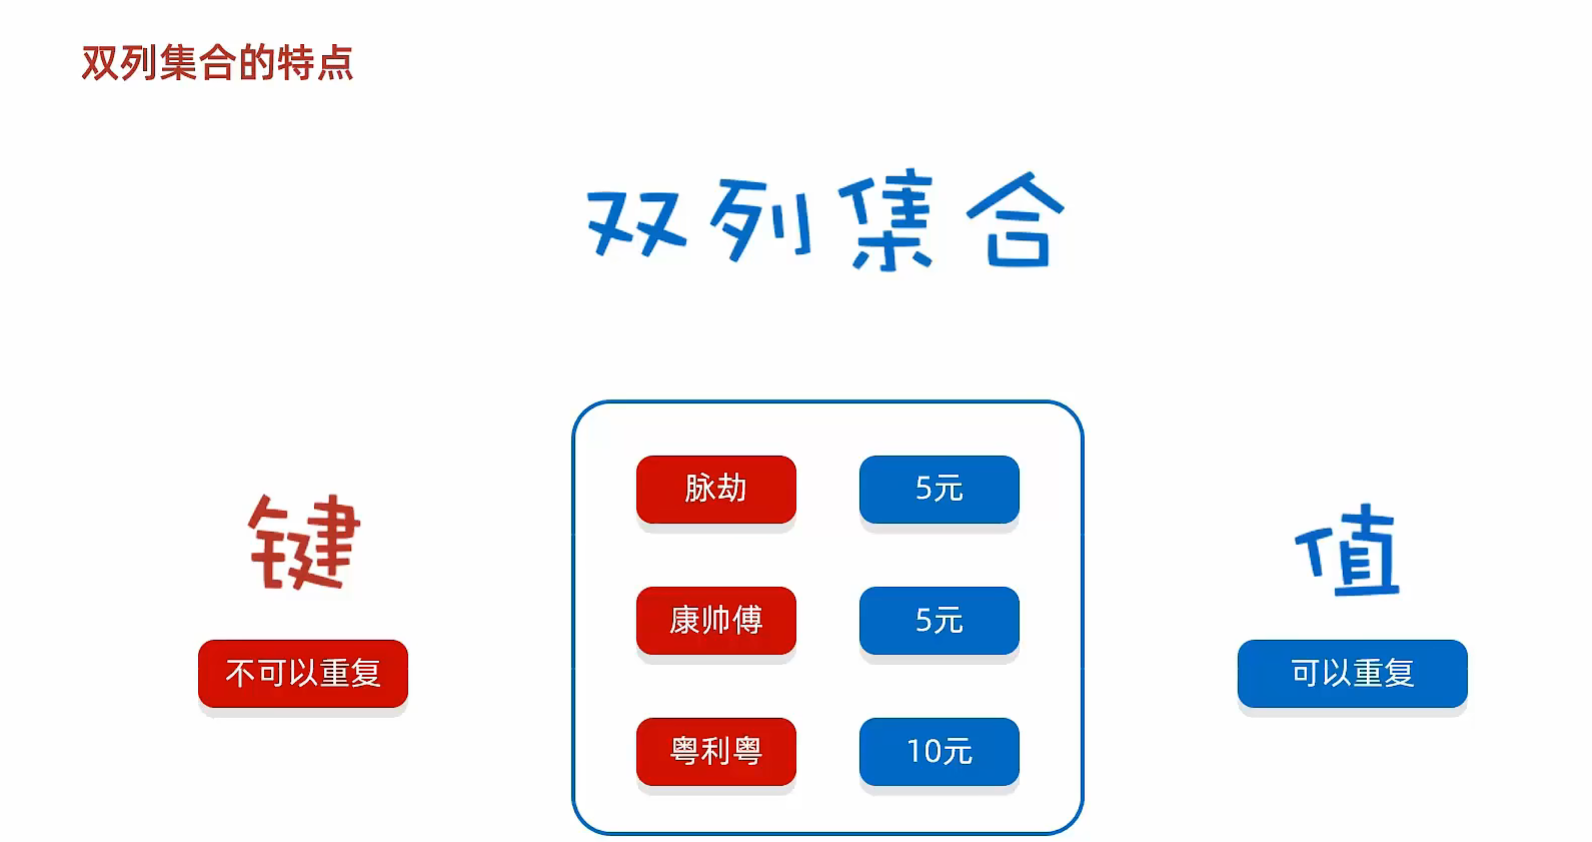 双列集合的特点
双列集合
键
不可以重复
脉劫 5元
康帅傅 5元
粤利粤 10元
值
可以重复